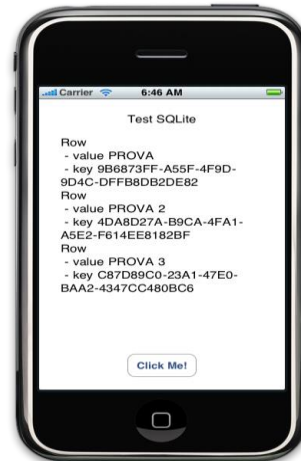 Carrier 6:46 AM
Test SQLite
Row
- value PROVA
- key 9B6873FF-A55F-4F9D-
9D4C-DFFB8DB2DE82
Row
- value PROVA 2
- key 4DA8D27A-B9CA-4FA1-
A5E2-F614EE8182BF
Row
- value PROVA 3
- key C87D89C0-23A1-47E0-
BAA2-4347CC480BC6
Click Me!